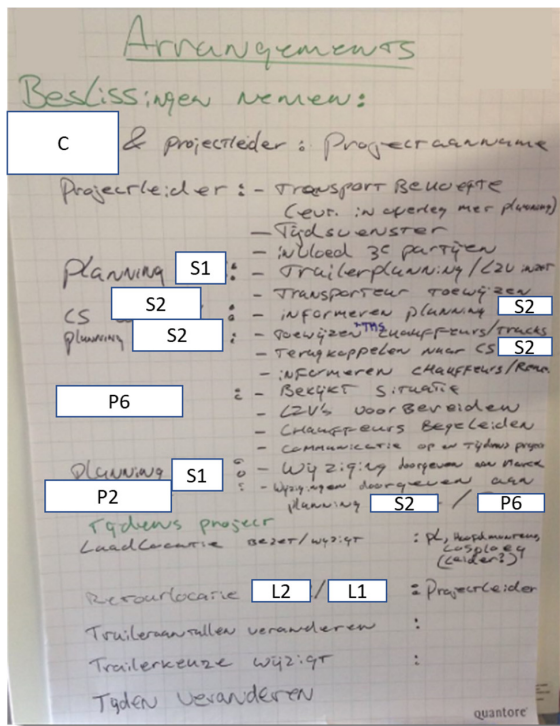 Arrangements
Beslissingen nemen:
C & projectleider : Projectaanname
Projectleider : - Transport Behoefte
(evt. in overleg met planning)
- Tijdsvenster
- invloed 3e partijen
planning S1 : - Trailerplanning / LZV inzet
- Transporteur toewijzen
CS S2 : - informeren planning S2
planning S2 : - Toewijzen TMS chauffeurs/Trucks
- Terugkoppelen naar CS S2
- informeren chauffeurs/
P6 : - Bekijkt situatie
- LZV's voorbereiden
- chauffeurs Begeleiden
- communicatie op en tijdens project
planning S1 : - wijziging doorgeven aan
P2 : - wijzigingen doorgeven aan
planning S2 / P6
Tijdens project
Laadlocatie bezet/wijzigt : PL, Hoofdmonteur,
Losploeg
(Leider?)
Retourlocatie L2 / L1 : Projectleider
Traileraantallen veranderen :
Trailerkeuze wijzigt :
Tijden veranderen
quantore